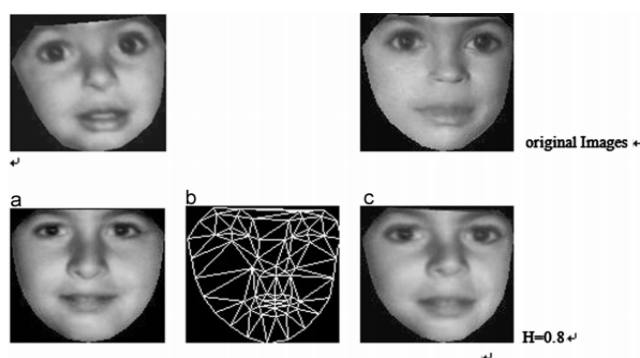 original Images ↵
↵
a
b
c
H=0.8↵
↵